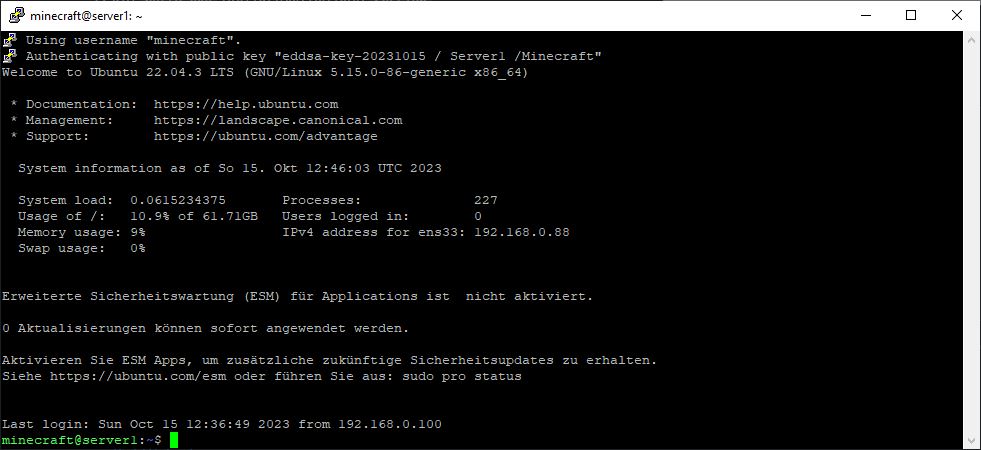 minecraft@server1: ~
Using username "minecraft".
Authenticating with public key "eddsa-key-20231015 / Server1 /Minecraft"
Welcome to Ubuntu 22.04.3 LTS (GNU/Linux 5.15.0-86-generic x86_64)
* Documentation:  https://help.ubuntu.com
* Management:     https://landscape.canonical.com
* Support:        https://ubuntu.com/advantage
System information as of So 15. Okt 12:46:03 UTC 2023
System load:  0.0615234375       Processes:              227
Usage of /:   10.9% of 61.71GB   Users logged in:        0
Memory usage: 9%                 IPv4 address for ens33: 192.168.0.88
Swap usage:   0%
Erweiterte Sicherheitswartung (ESM) für Applications ist  nicht aktiviert.
0 Aktualisierungen können sofort angewendet werden.
Aktivieren Sie ESM Apps, um zusätzliche zukünftige Sicherheitsupdates zu erhalten.
Siehe https://ubuntu.com/esm oder führen Sie aus: sudo pro status
Last login: Sun Oct 15 12:36:49 2023 from 192.168.0.100
minecraft@server1:~$